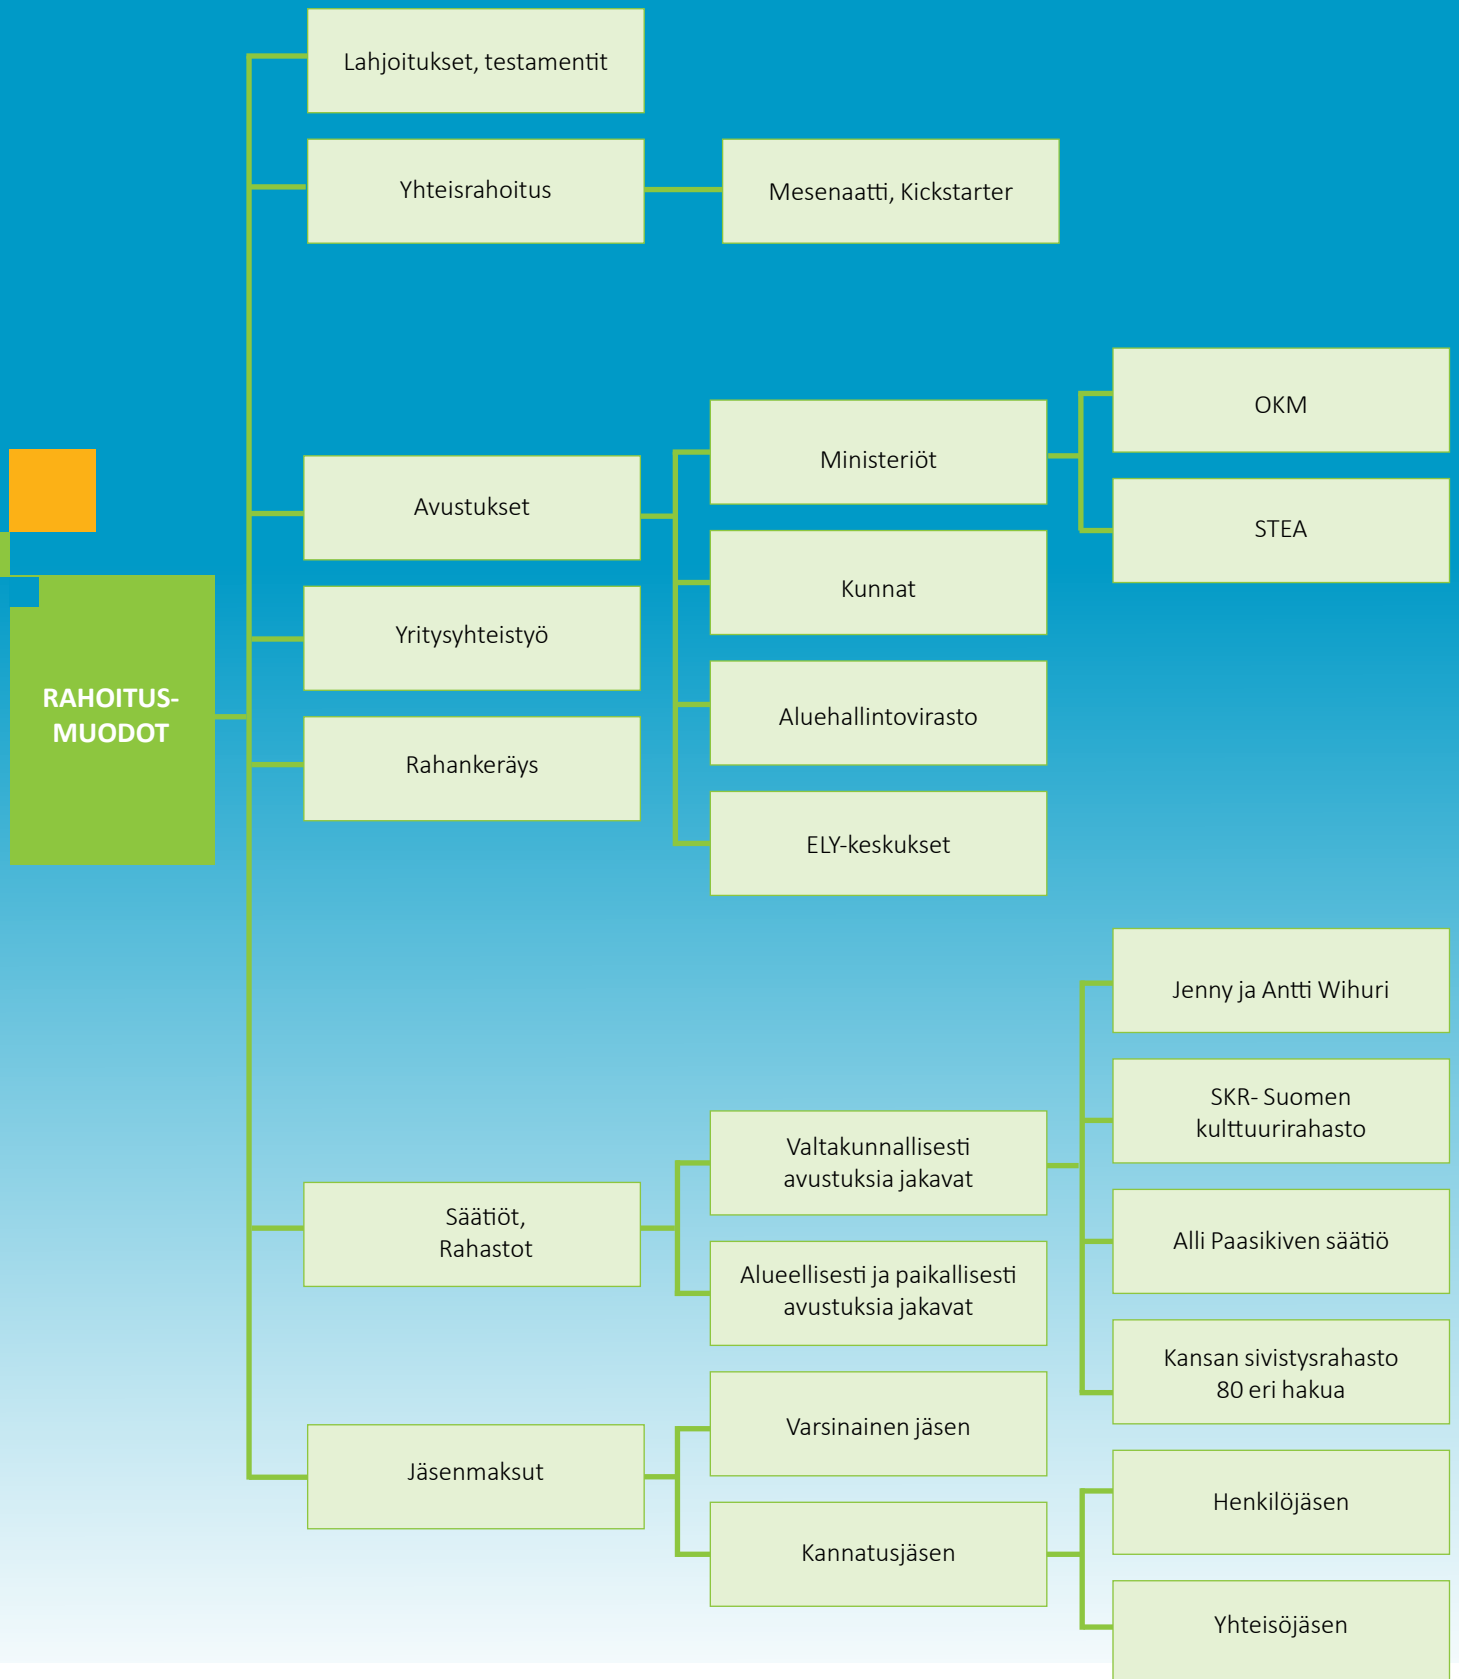 RAHOITUS-
MUODOT
Lahjoitukset, testamentit
Yhteisrahoitus
Mesenaatti, Kickstarter
Avustukset
Ministeriöt
OKM
STEA
Kunnat
Aluehallintovirasto
ELY-keskukset
Yritysyhteistyö
Rahankeräys
Säätiöt,
Rahastot
Valtakunnallisesti
avustuksia jakavat
Jenny ja Antti Wihuri
SKR- Suomen
kulttuurirahasto
Alli Paasikiven säätiö
Kansan sivistysrahasto
80 eri hakua
Alueellisesti ja paikallisesti
avustuksia jakavat
Jäsenmaksut
Varsinainen jäsen
Kannatusjäsen
Henkilöjäsen
Yhteisöjäsen